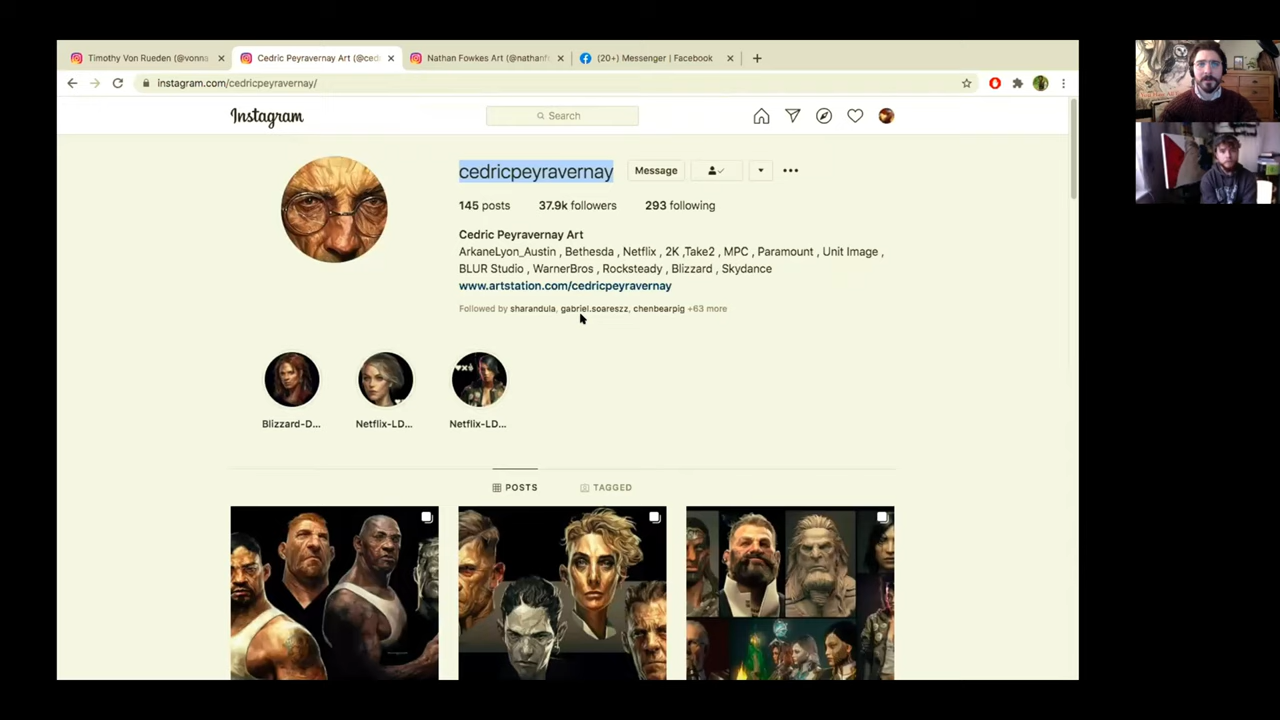 Timothy Von Rueden (@vonna
Cedric Peyravernay Art (@ced
Nathan Fowkes Art (@nathanf
(20+) Messenger | Facebook
instagram.com/cedricpeyravernay/
Instagram
Search
cedricpeyravernay
Message
145 posts 37.9k followers 293 following
Cedric Peyravernay Art
ArkaneLyon_Austin , Bethesda , Netflix , 2K ,Take2 , MPC , Paramount , Unit Image ,
BLUR Studio , WarnerBros , Rocksteady , Blizzard , Skydance
www.artstation.com/cedricpeyravernay
Followed by sharandula, gabriel.soareszz, chenbearpig +63 more
Blizzard-D... Netflix-LD... Netflix-LD...
POSTS TAGGED